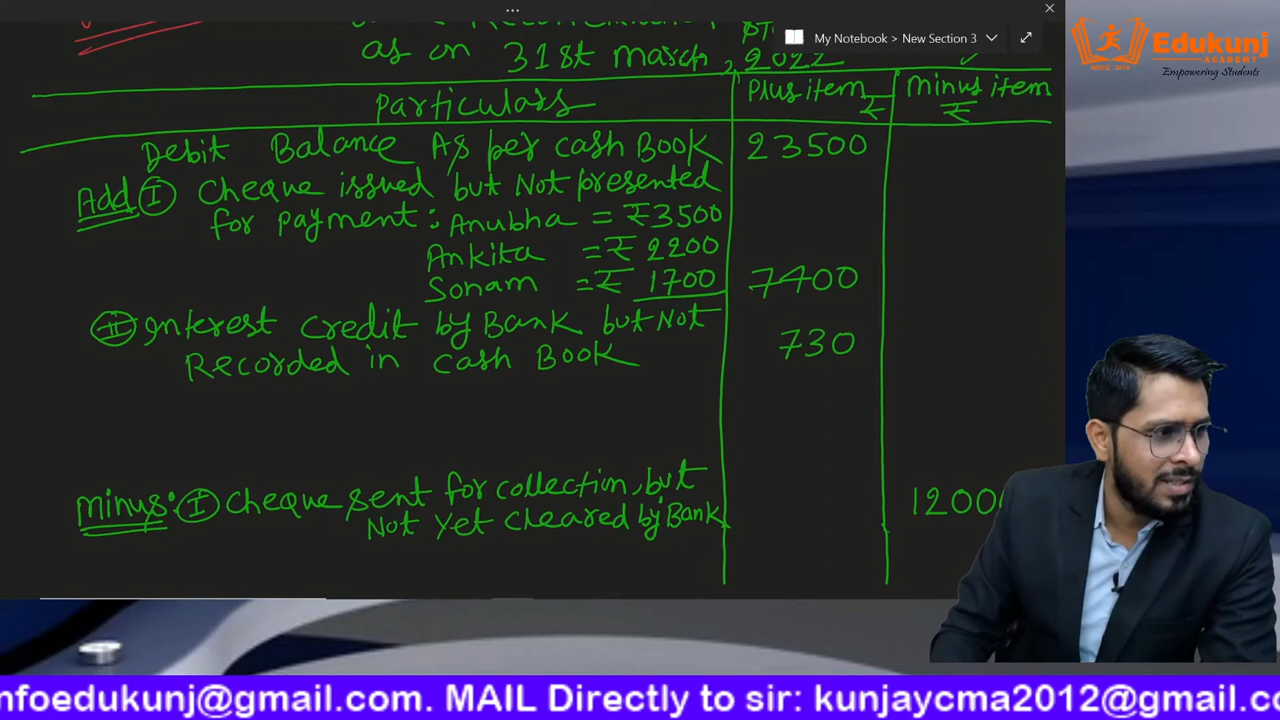 ...
My Notebook > New Section 3
as on 31st march, 2022
Particulars
Plus item
₹
minus item
₹
Debit Balance As per cash Book 23500
Add I Cheque issued but Not presented
for payment: Anubha = ₹3500
Ankita = ₹ 2200
Sonam = ₹ 1700 7400
II Interest credit by Bank but Not
Recorded in cash Book 730
Minus: I Cheque sent for collection, but
Not yet cleared by Bank
Edukunj
ACADEMY
Empowering Students
nfoedukunj@gmail.com. MAIL Directly to sir: kunjaycma2012@gmail.co